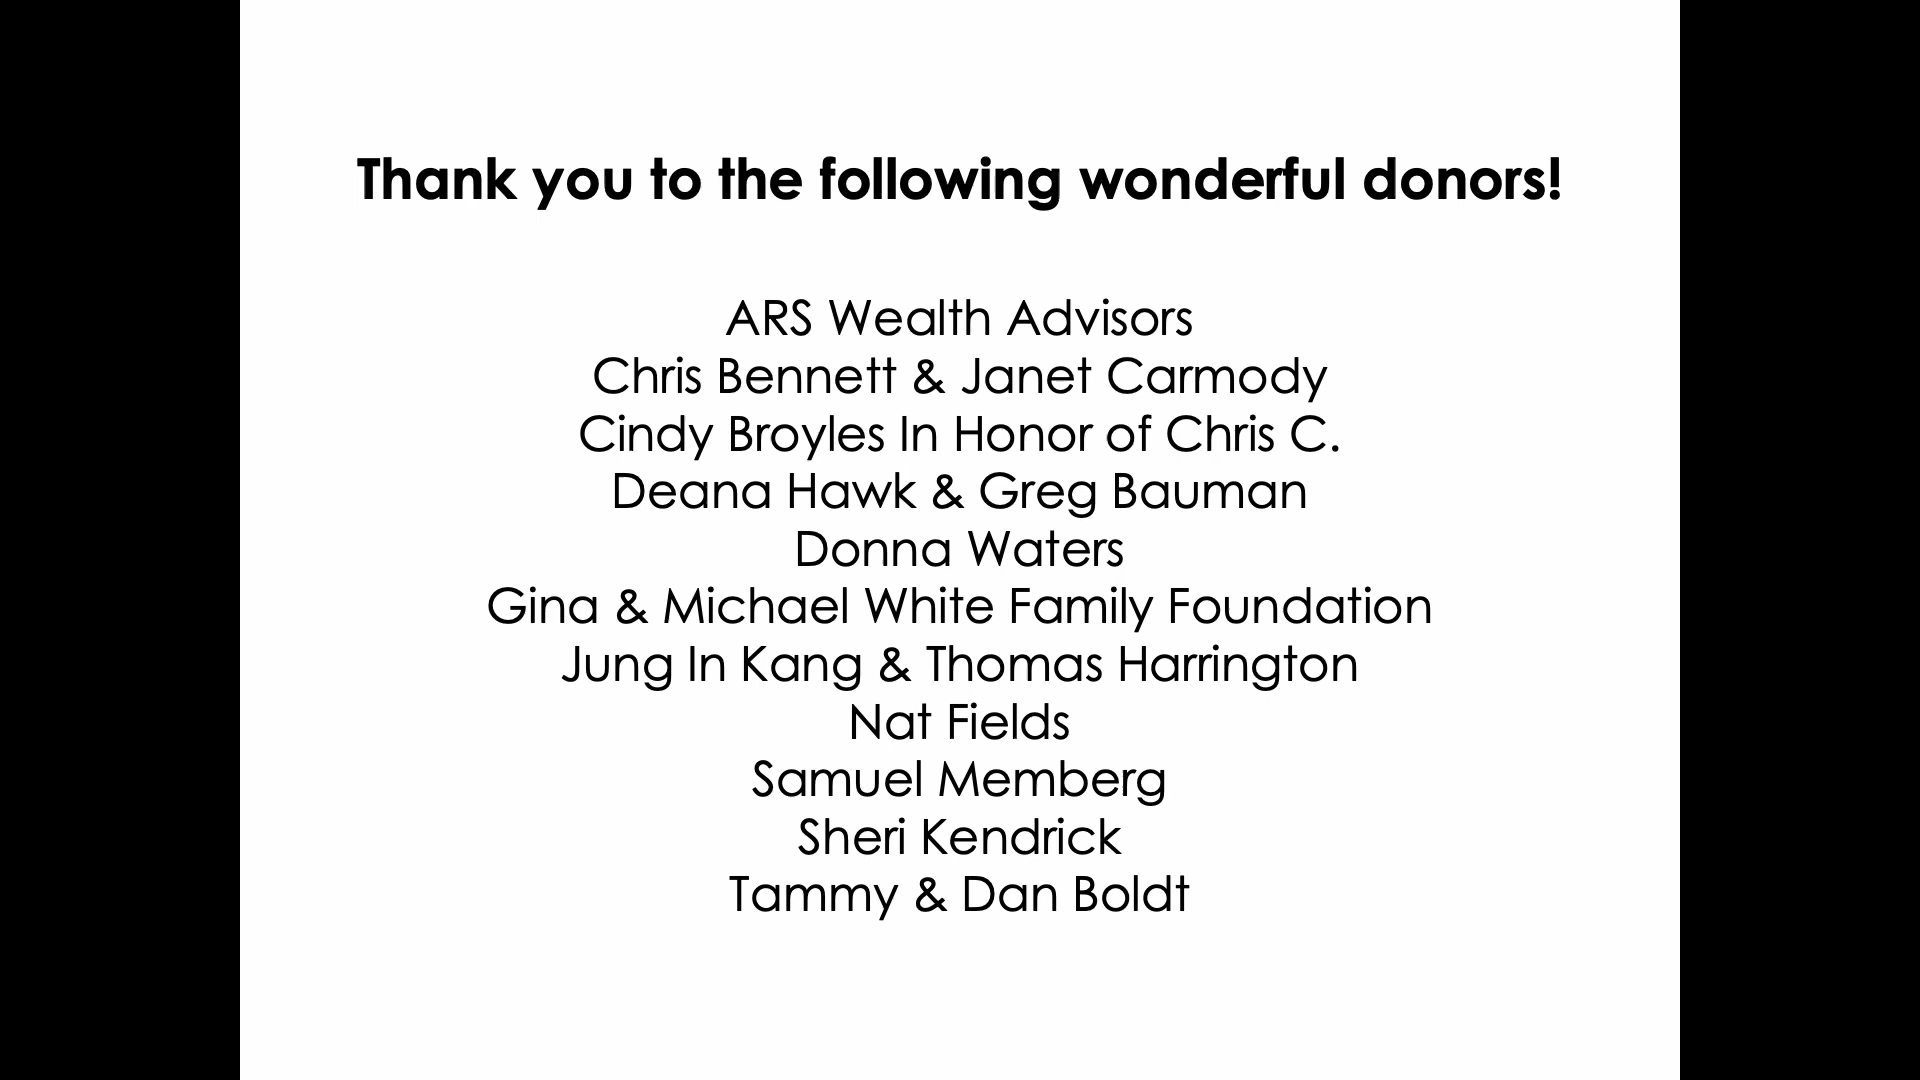 Thank you to the following wonderful donors!
ARS Wealth Advisors
Chris Bennett & Janet Carmody
Cindy Broyles In Honor of Chris C.
Deana Hawk & Greg Bauman
Donna Waters
Gina & Michael White Family Foundation
Jung In Kang & Thomas Harrington
Nat Fields
Samuel Memberg
Sheri Kendrick
Tammy & Dan Boldt